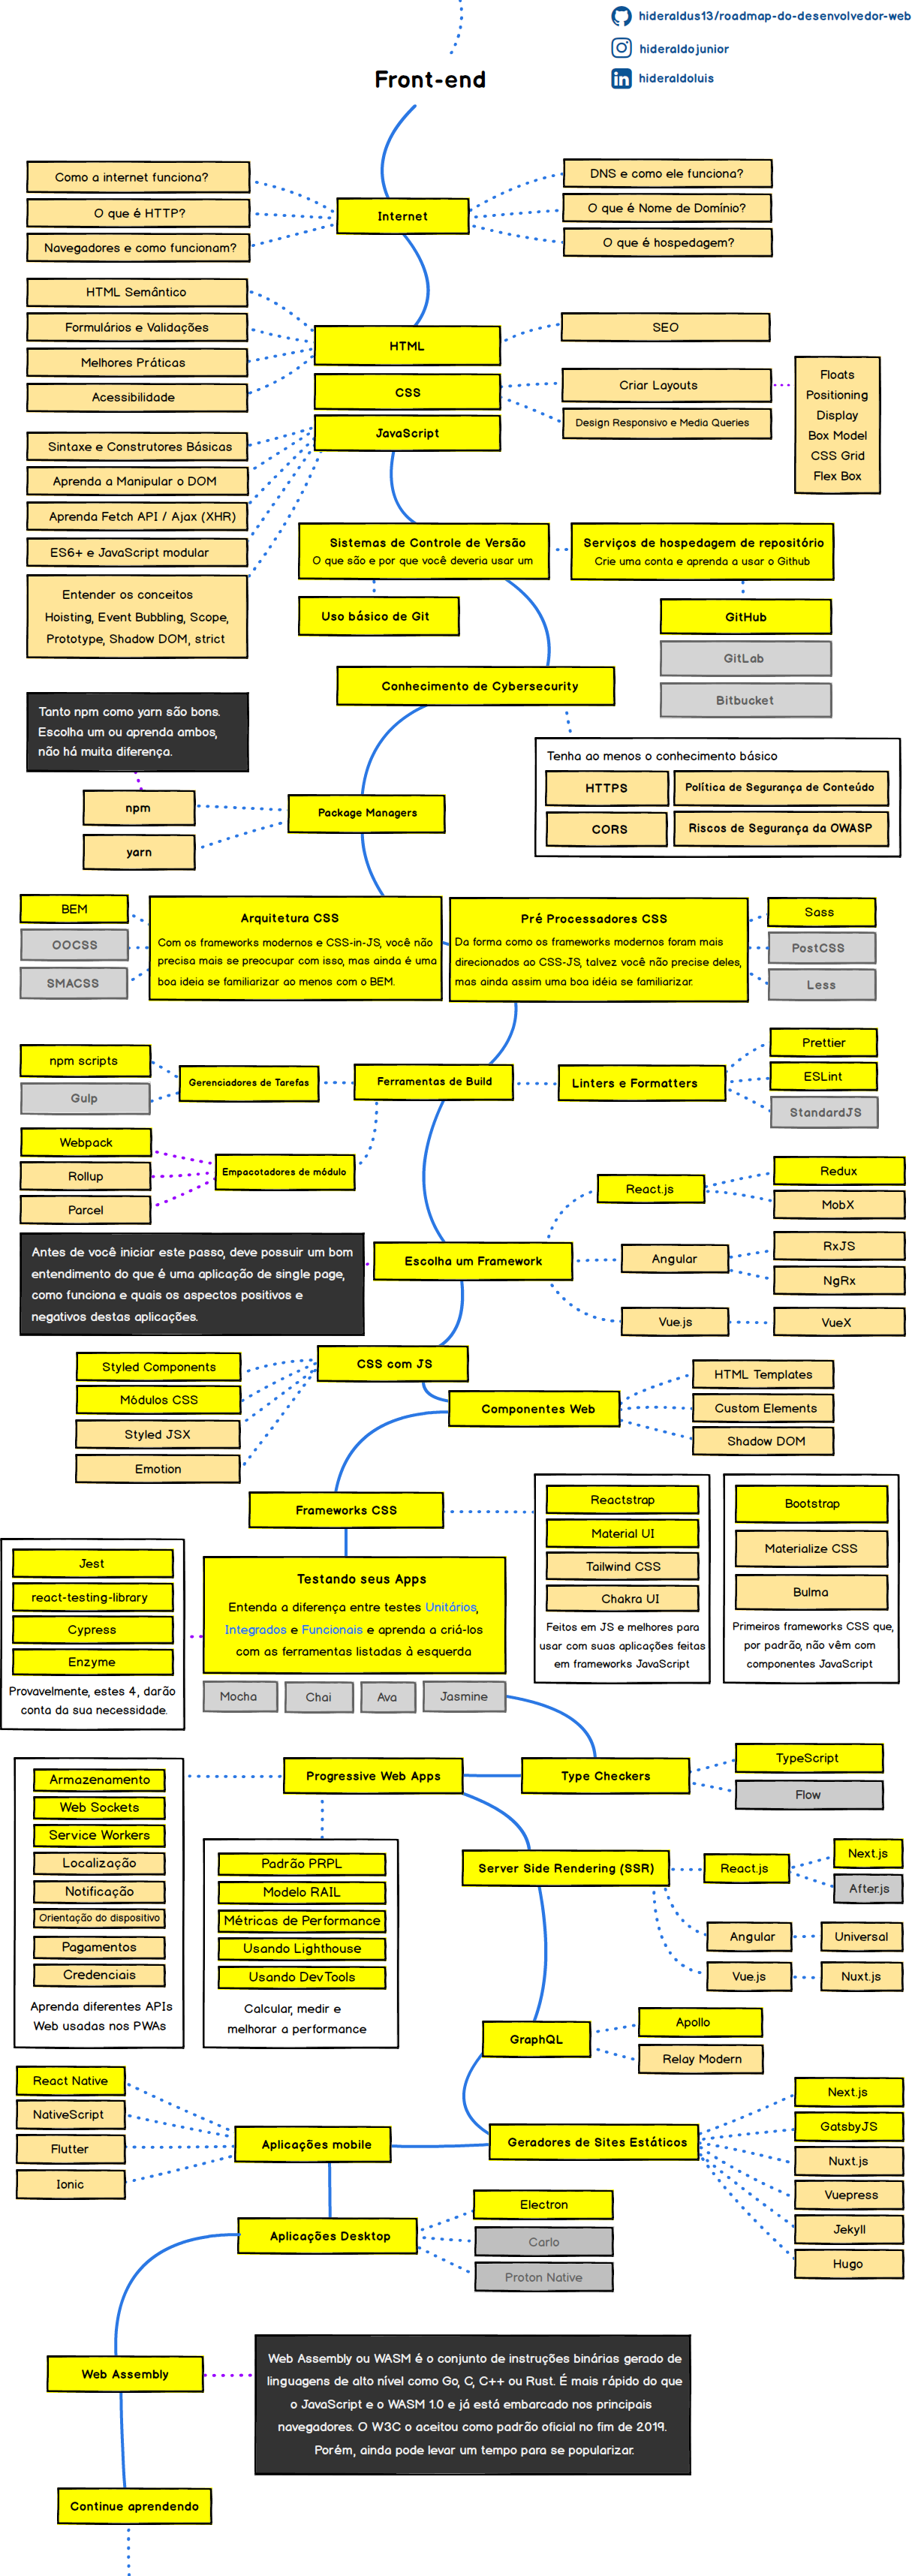 hideraldus13/roadmap-do-desenvolvedor-web
hideraldojunior
hideraldoluis
Front-end
Como a internet funciona?
O que é HTTP?
Navegadores e como funcionam?
Internet
DNS e como ele funciona?
O que é Nome de Domínio?
O que é hospedagem?
HTML Semântico
Formulários e Validações
Melhores Práticas
Acessibilidade
HTML
SEO
CSS
Criar Layouts
Design Responsivo e Media Queries
Floats
Positioning
Display
Box Model
CSS Grid
Flex Box
JavaScript
Sintaxe e Construtores Básicas
Aprenda a Manipular o DOM
Aprenda Fetch API / Ajax (XHR)
ES6+ e JavaScript modular
Entender os conceitos
Hoisting, Event Bubbling, Scope,
Prototype, Shadow DOM, strict
Sistemas de Controle de Versão
O que são e por que você deveria usar um
Uso básico de Git
Serviços de hospedagem de repositório
Crie uma conta e aprenda a usar o Github
GitHub
GitLab
Bitbucket
Conhecimento de Cybersecurity
Tenha ao menos o conhecimento básico
HTTPS
Política de Segurança de Conteúdo
CORS
Riscos de Segurança da OWASP
Tanto npm como yarn são bons.
Escolha um ou aprenda ambos,
não há muita diferença.
npm
yarn
Package Managers
BEM
OOCSS
SMACSS
Arquitetura CSS
Com os frameworks modernos e CSS-in-JS, você não
precisa mais se preocupar com isso, mas ainda é uma
boa ideia se familiarizar ao menos com o BEM.
Pré Processadores CSS
Da forma como os frameworks modernos foram mais
direcionados ao CSS-JS, talvez você não precise deles,
mas ainda assim uma boa idéia se familiarizar.
Sass
PostCSS
Less
npm scripts
Gulp
Gerenciadores de Tarefas
Ferramentas de Build
Linters e Formatters
Prettier
ESLint
StandardJS
Webpack
Rollup
Parcel
Empacotadores de módulo
Antes de você iniciar este passo, deve possuir um bom
entendimento do que é uma aplicação de single page,
como funciona e quais os aspectos positivos e
negativos destas aplicações.
Escolha um Framework
React.js
Redux
MobX
Angular
RxJS
NgRx
Vue.js
VueX
CSS com JS
Styled Components
Módulos CSS
Styled JSX
Emotion
Componentes Web
HTML Templates
Custom Elements
Shadow DOM
Frameworks CSS
Reactstrap
Material UI
Tailwind CSS
Chakra UI
Feitos em JS e melhores para
usar com suas aplicações feitas
em frameworks JavaScript
Bootstrap
Materialize CSS
Bulma
Primeiros frameworks CSS que,
por padrão, não vêm com
componentes JavaScript
Jest
react-testing-library
Cypress
Enzyme
Provavelmente, estes 4, darão
conta da sua necessidade.
Testando seus Apps
Entenda a diferença entre testes Unitários,
Integrados e Funcionais e aprenda a criá-los
com as ferramentas listadas à esquerda
Mocha
Chai
Ava
Jasmine
Type Checkers
TypeScript
Flow
Progressive Web Apps
Armazenamento
Web Sockets
Service Workers
Localização
Notificação
Orientação do dispositivo
Pagamentos
Credenciais
Aprenda diferentes APIs
Web usadas nos PWAs
Padrão PRPL
Modelo RAIL
Métricas de Performance
Usando Lighthouse
Usando DevTools
Calcular, medir e
melhorar a performance
Server Side Rendering (SSR)
React.js
Next.js
After.js
Angular
Universal
Vue.js
Nuxt.js
GraphQL
Apollo
Relay Modern
Geradores de Sites Estáticos
Next.js
GatsbyJS
Nuxt.js
Vuepress
Jekyll
Hugo
React Native
NativeScript
Flutter
Ionic
Aplicações mobile
Aplicações Desktop
Electron
Carlo
Proton Native
Web Assembly
Web Assembly ou WASM é o conjunto de instruções binárias gerado de
linguagens de alto nível como Go, C, C++ ou Rust. É mais rápido do que
o JavaScript e o WASM 1.0 e já está embarcado nos principais
navegadores. O W3C o aceitou como padrão oficial no fim de 2019.
Porém, ainda pode levar um tempo para se popularizar.
Continue aprendendo